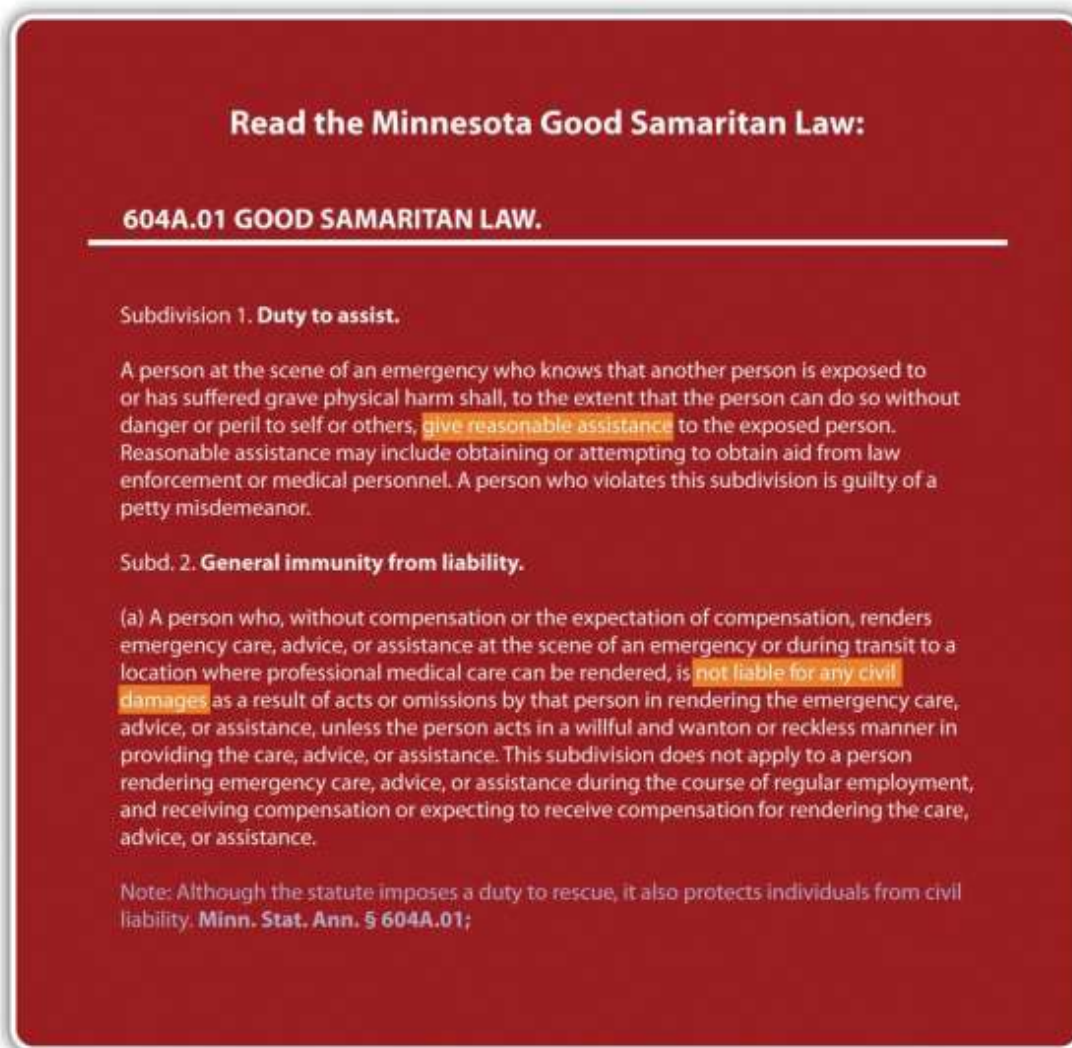 Read the Minnesota Good Samaritan Law:
604A.01 GOOD SAMARITAN LAW.
Subdivision 1. Duty to assist.
A person at the scene of an emergency who knows that another person is exposed to
or has suffered grave physical harm shall, to the extent that the person can do so without
danger or peril to self or others, give reasonable assistance to the exposed person.
Reasonable assistance may include obtaining or attempting to obtain aid from law
enforcement or medical personnel. A person who violates this subdivision is guilty of a
petty misdemeanor.
Subd. 2. General immunity from liability.
(a) A person who, without compensation or the expectation of compensation, renders
emergency care, advice, or assistance at the scene of an emergency or during transit to a
location where professional medical care can be rendered, is not liable for any civil
damages as a result of acts or omissions by that person in rendering the emergency care,
advice, or assistance, unless the person acts in a willful and wanton or reckless manner in
providing the care, advice, or assistance. This subdivision does not apply to a person
rendering emergency care, advice, or assistance during the course of regular employment,
and receiving compensation or expecting to receive compensation for rendering the care,
advice, or assistance.
Note: Although the statute imposes a duty to rescue, it also protects individuals from civil
liability. Minn. Stat. Ann. § 604A.01;